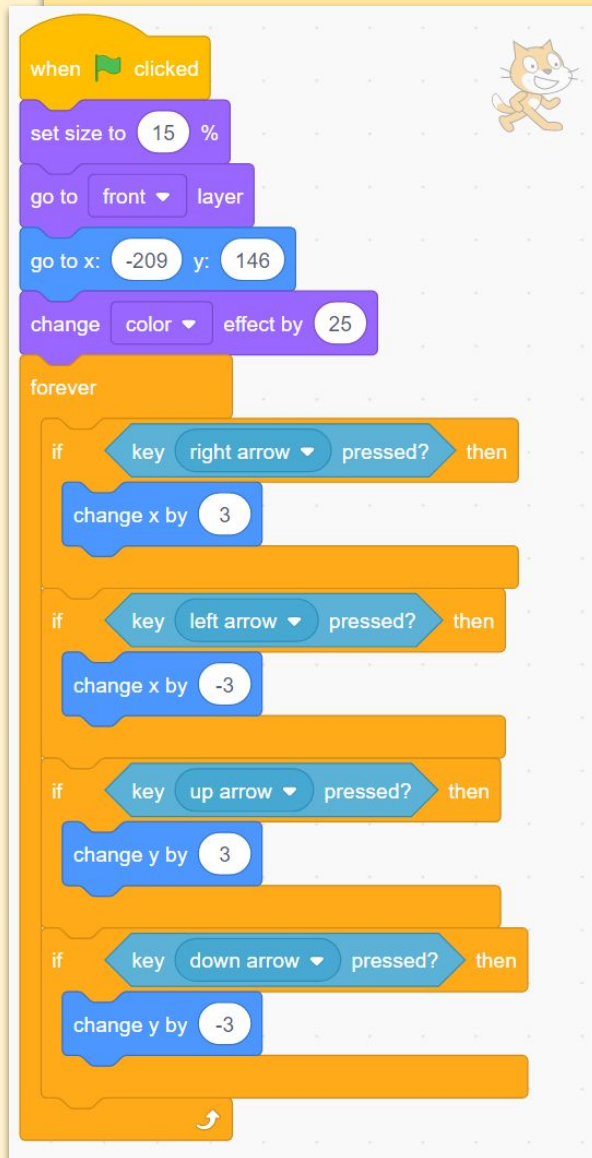 when clicked
set size to 15 %
go to front layer
go to x: -209 y: 146
change color effect by 25
forever
if key right arrow pressed? then
change x by 3
if key left arrow pressed? then
change x by -3
if key up arrow pressed? then
change y by 3
if key down arrow pressed? then
change y by -3